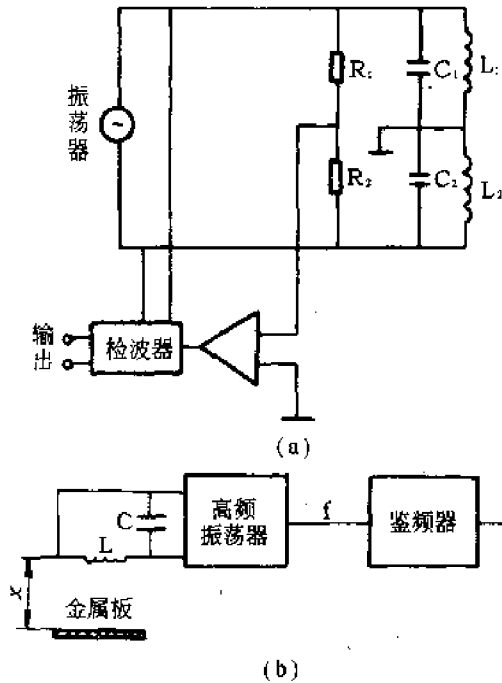 振荡器
~
R₁
C₁
L₁
R₂
C₂
L₂
输出
检波器
(a)
C
L
高频
振荡器
f
鉴频器
x
金属板
(b)